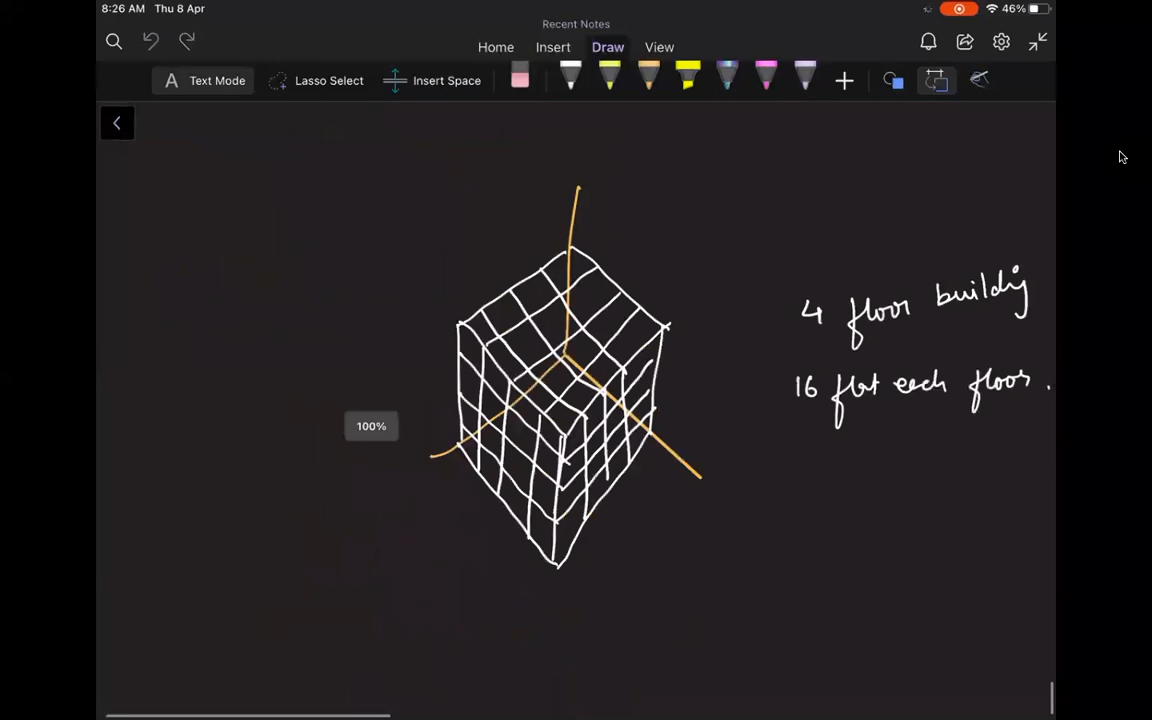 8:26 AM Thu 8 Apr 46%
Recent Notes
Home Insert Draw View
A Text Mode Lasso Select Insert Space
4 floor building
16 flat each floor.
100%